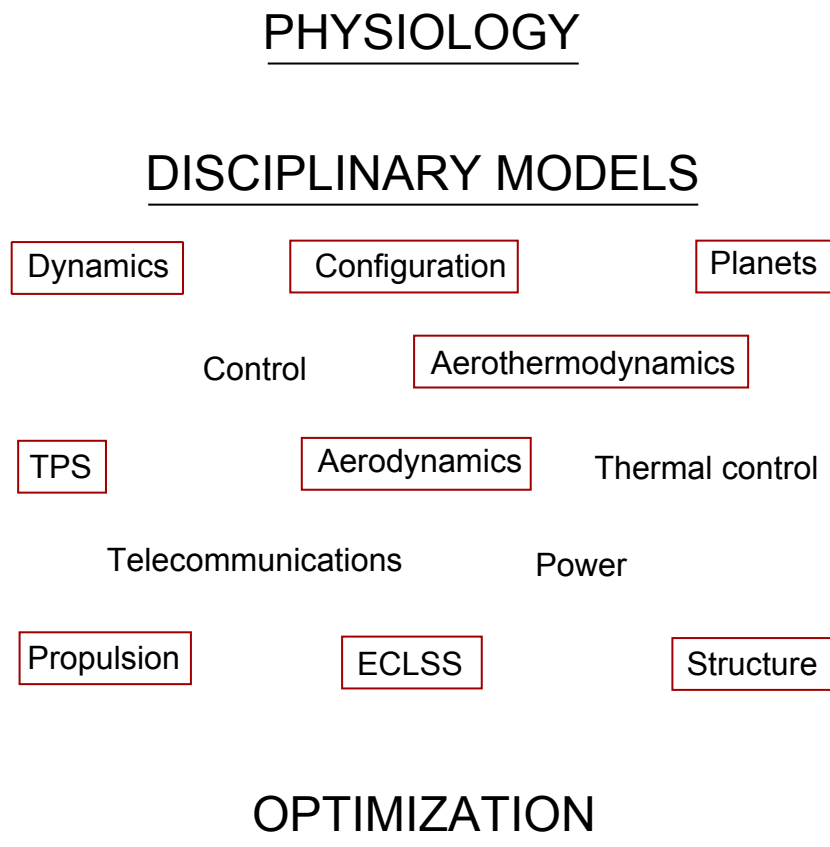 PHYSIOLOGY
DISCIPLINARY MODELS
Dynamics Configuration Planets
Control Aerothermodynamics
TPS Aerodynamics Thermal control
Telecommunications Power
Propulsion ECLSS Structure
OPTIMIZATION